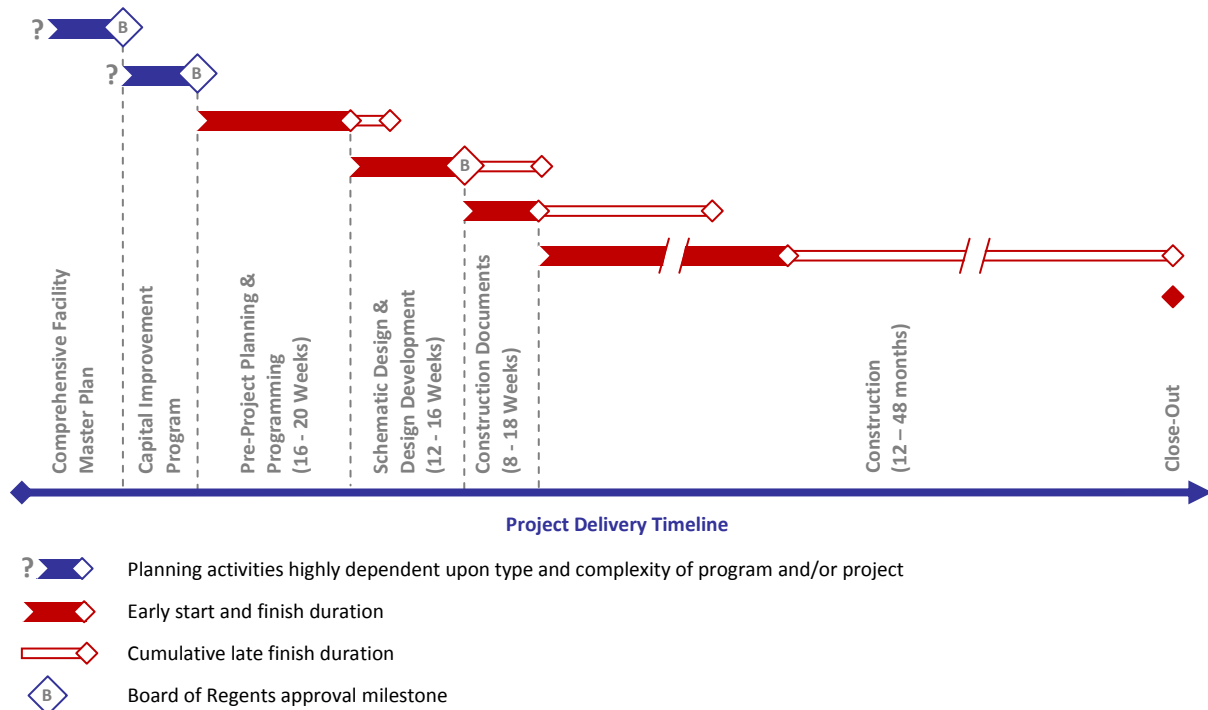 ? B
? B
B
Comprehensive Facility
Master Plan
Capital Improvement
Program
Pre-Project Planning &
Programming
(16 - 20 Weeks)
Schematic Design &
Design Development
(12 - 16 Weeks)
Construction Documents
(8 - 18 Weeks)
Construction
(12 – 48 months)
Close-Out
Project Delivery Timeline
? Planning activities highly dependent upon type and complexity of program and/or project
Early start and finish duration
Cumulative late finish duration
B Board of Regents approval milestone